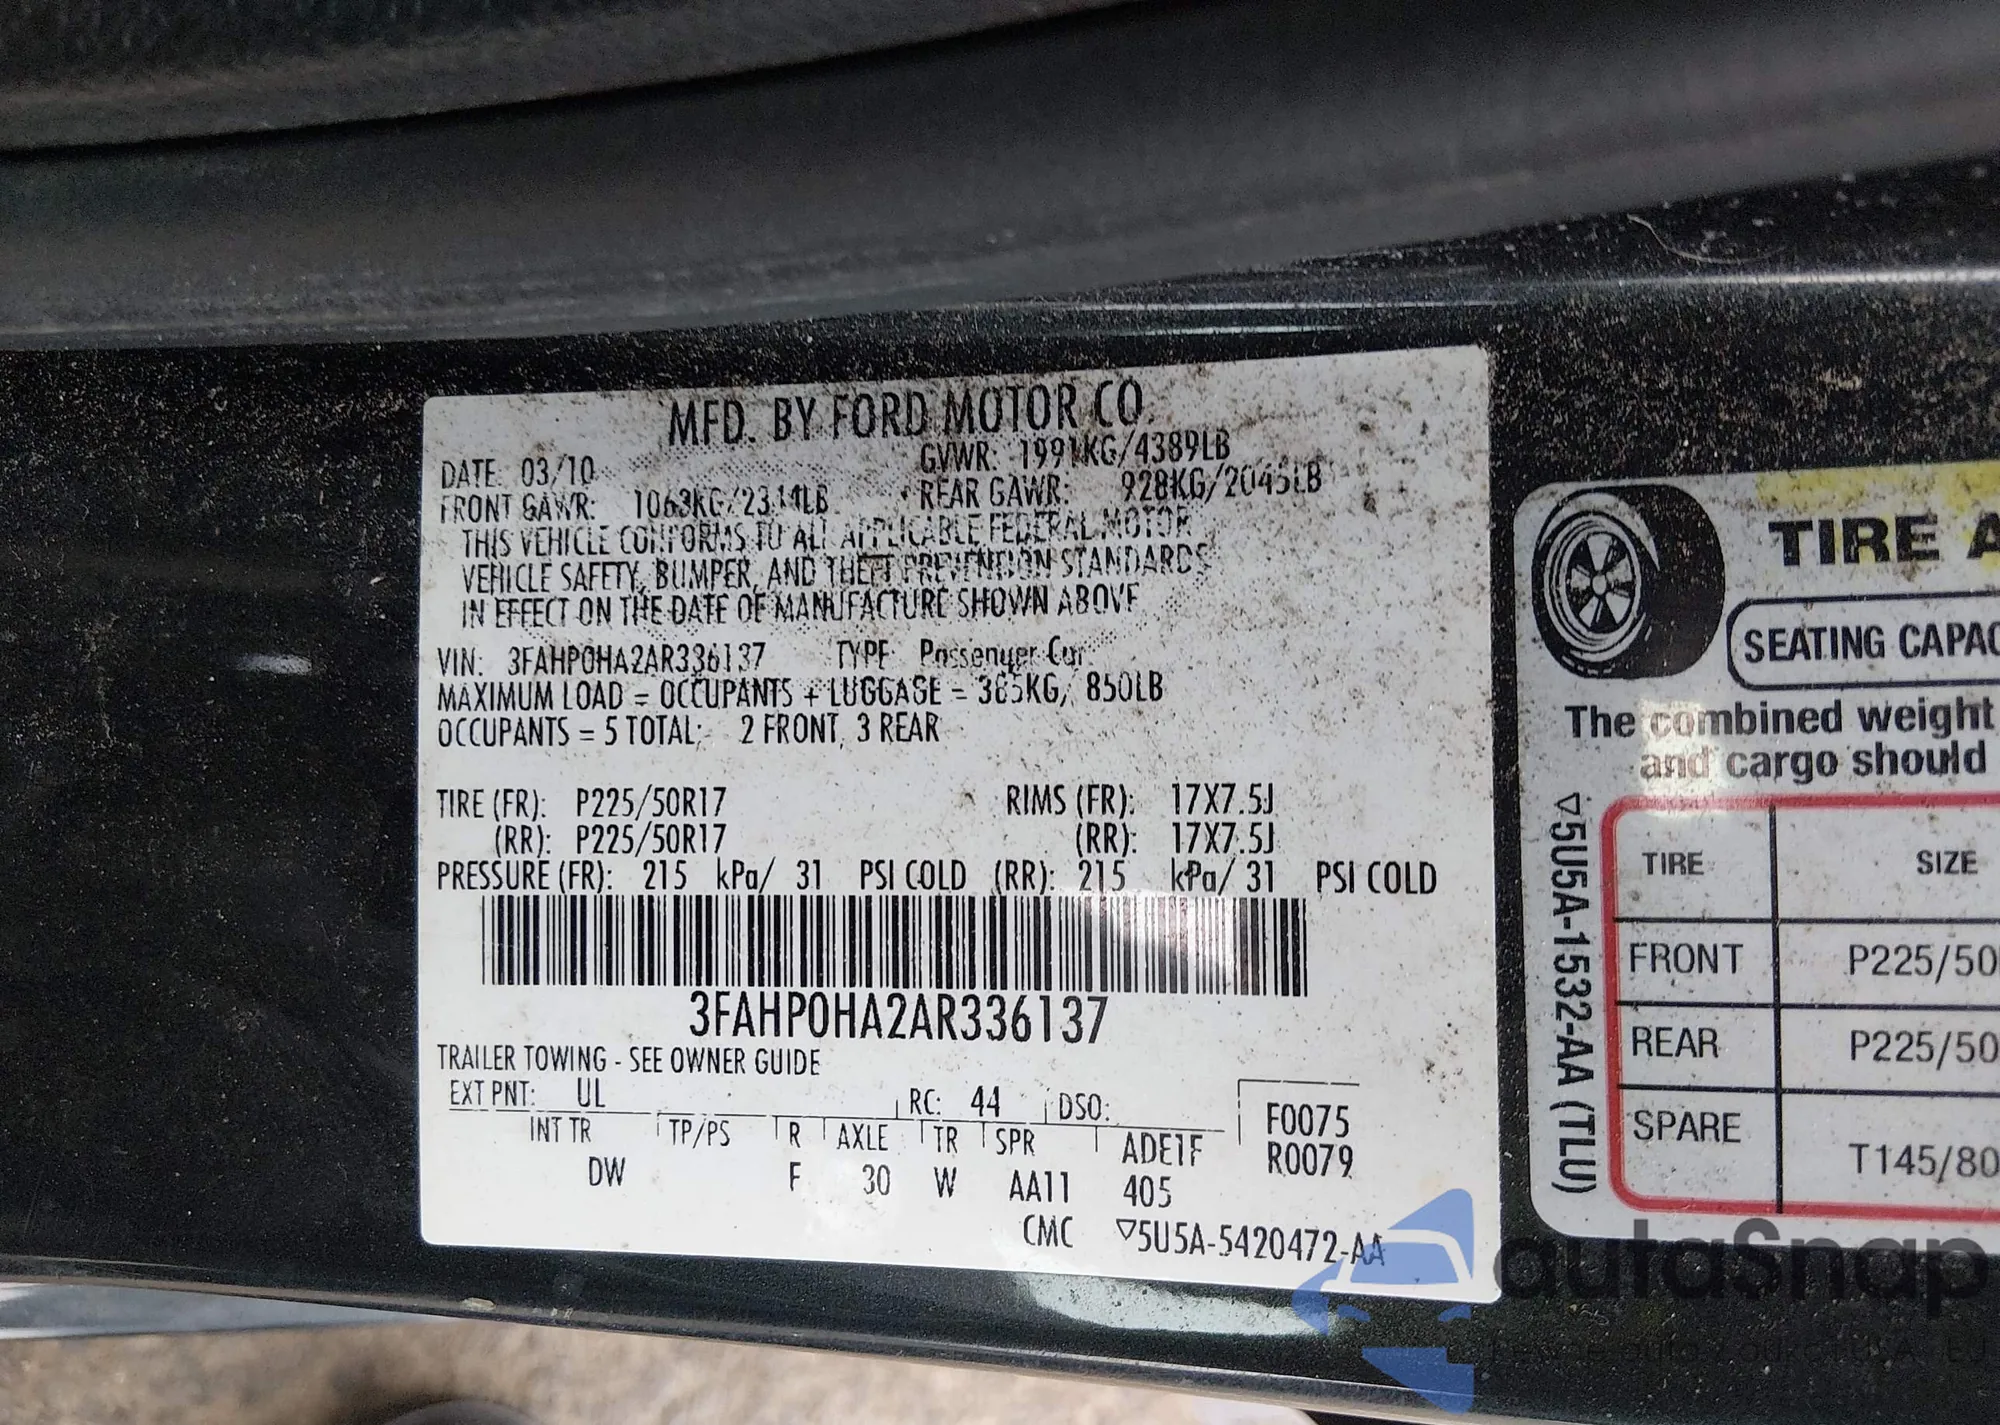 MFD. BY FORD MOTOR CO.
DATE: 03/10
GVWR: 1991KG/4389LB
FRONT GAWR: 1063KG/2344LB
REAR GAWR: 928KG/2045LB
THIS VEHICLE CONFORMS TO ALL APPLICABLE FEDERAL MOTOR
VEHICLE SAFETY, BUMPER, AND THEFT PREVENTION STANDARDS
IN EFFECT ON THE DATE OF MANUFACTURE SHOWN ABOVE
VIN: 3FAHP0HA2AR336137 TYPE: Passenger Car
MAXIMUM LOAD = OCCUPANTS + LUGGAGE = 385KG/ 850LB
OCCUPANTS = 5 TOTAL: 2 FRONT, 3 REAR
TIRE (FR): P225/50R17 RIMS (FR): 17X7.5J
(RR): P225/50R17 (RR): 17X7.5J
PRESSURE (FR): 215 kPa/ 31 PSI COLD (RR): 215 kPa/ 31 PSI COLD
3FAHP0HA2AR336137
TRAILER TOWING - SEE OWNER GUIDE
EXT PNT: UL RC: 44 DSO: F0075
INT TR TP/PS R AXLE TR SPR ADE1F R0079
DW F 30 W AA11 405
CMC ▽5U5A-5420472-AA
TIRE A
SEATING CAPAC
The combined weight
and cargo should
▽5U5A-1532-AA (TLU)
TIRE SIZE
FRONT P225/50
REAR P225/50
SPARE T145/80
autaSnap